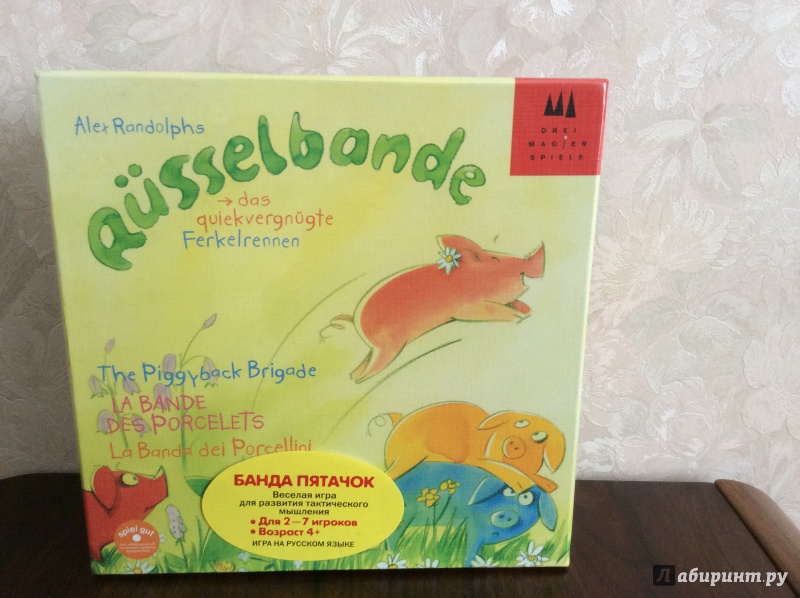 Alex Randolphs
Rüsselbande
→ das
quiekvergnügte
Ferkelrennen
DREI
MAGIER
SPIELE
The Piggyback Brigade
LA BANDE
DES PORCELETS
La Banda dei Porcellini
БАНДА ПЯТАЧОК
Веселая игра
для развития тактического
мышления
• Для 2–7 игроков
• Возраст 4+
ИГРА НА РУССКОМ ЯЗЫКЕ
spiel gut
Лабиринт.ру